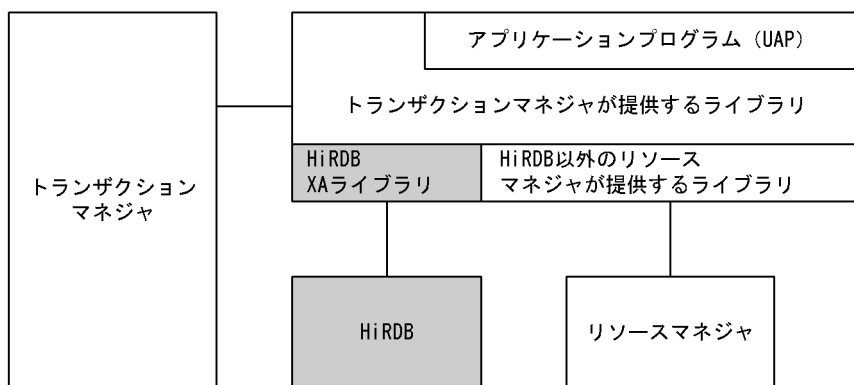 アプリケーションプログラム（UAP）
トランザクションマネジャが提供するライブラリ
HiRDB
XAライブラリ
HiRDB以外のリソース
マネジャが提供するライブラリ
トランザクション
マネジャ
HiRDB
リソースマネジャ